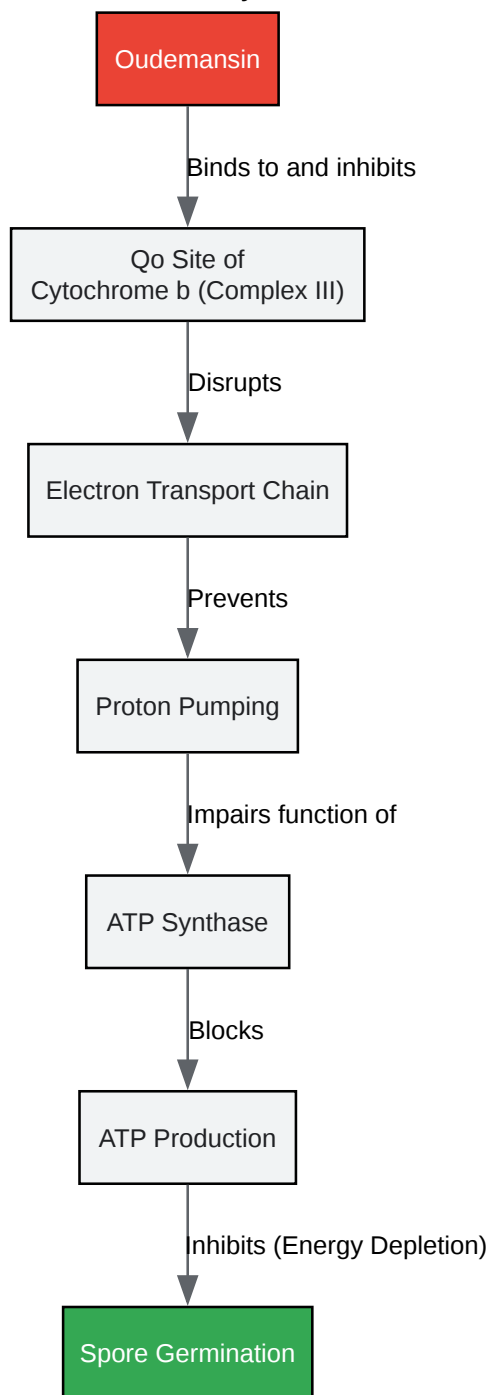 Oudemansin
Binds to and inhibits
Qo Site of
Cytochrome b (Complex III)
Disrupts
Electron Transport Chain
Prevents
Proton Pumping
Impairs function of
ATP Synthase
Blocks
ATP Production
Inhibits (Energy Depletion)
Spore Germination